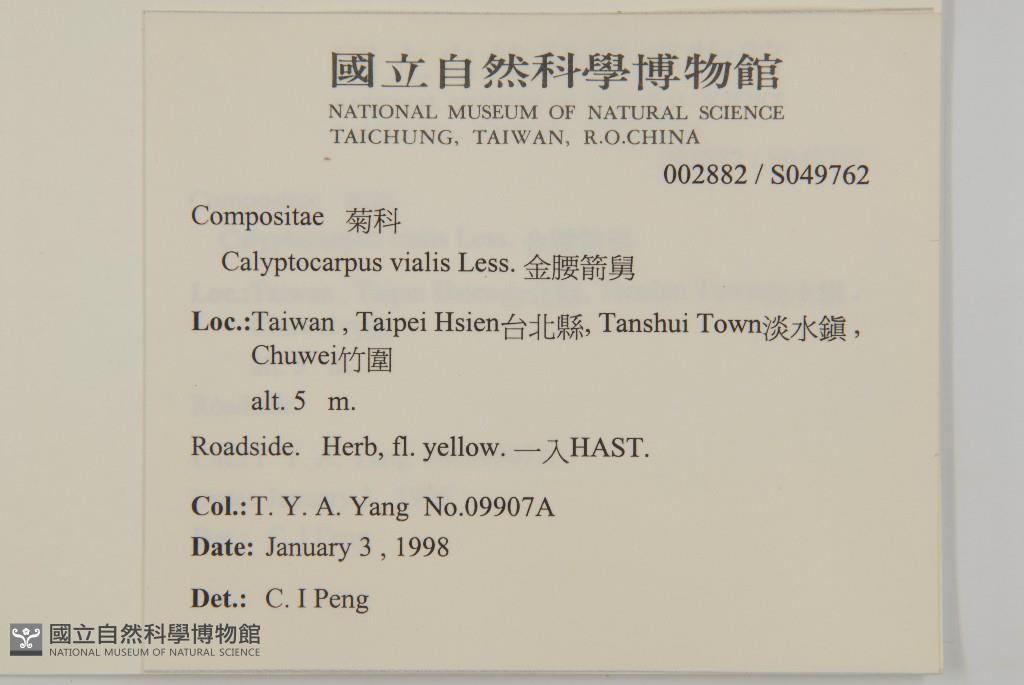 國立自然科學博物館
NATIONAL MUSEUM OF NATURAL SCIENCE
TAICHUNG, TAIWAN, R.O.CHINA
002882 / S049762
Compositae 菊科
Calyptocarpus vialis Less. 金腰箭舅
Loc.:Taiwan , Taipei Hsien台北縣, Tanshui Town淡水鎮 ,
Chuwei竹圍
alt. 5 m.
Roadside. Herb, fl. yellow. 一入HAST.
Col.: T. Y. A. Yang No.09907A
Date: January 3 , 1998
Det.: C. I Peng
國立自然科學博物館
NATIONAL MUSEUM OF NATURAL SCIENCE